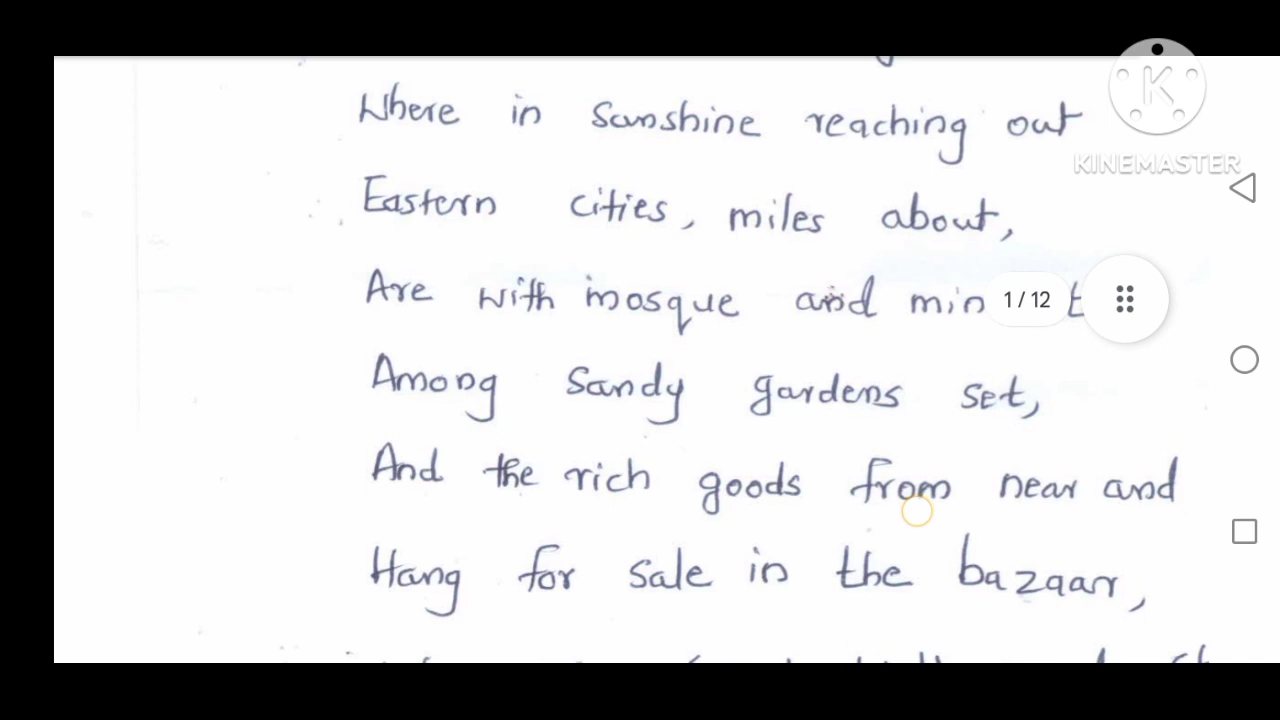 Where in sunshine reaching out
Eastern cities, miles about,
Are with mosque and
1 / 12
Among Sandy gardens set,
And the rich goods from near and
Hang for sale in the bazaar,
K
KINEMASTER